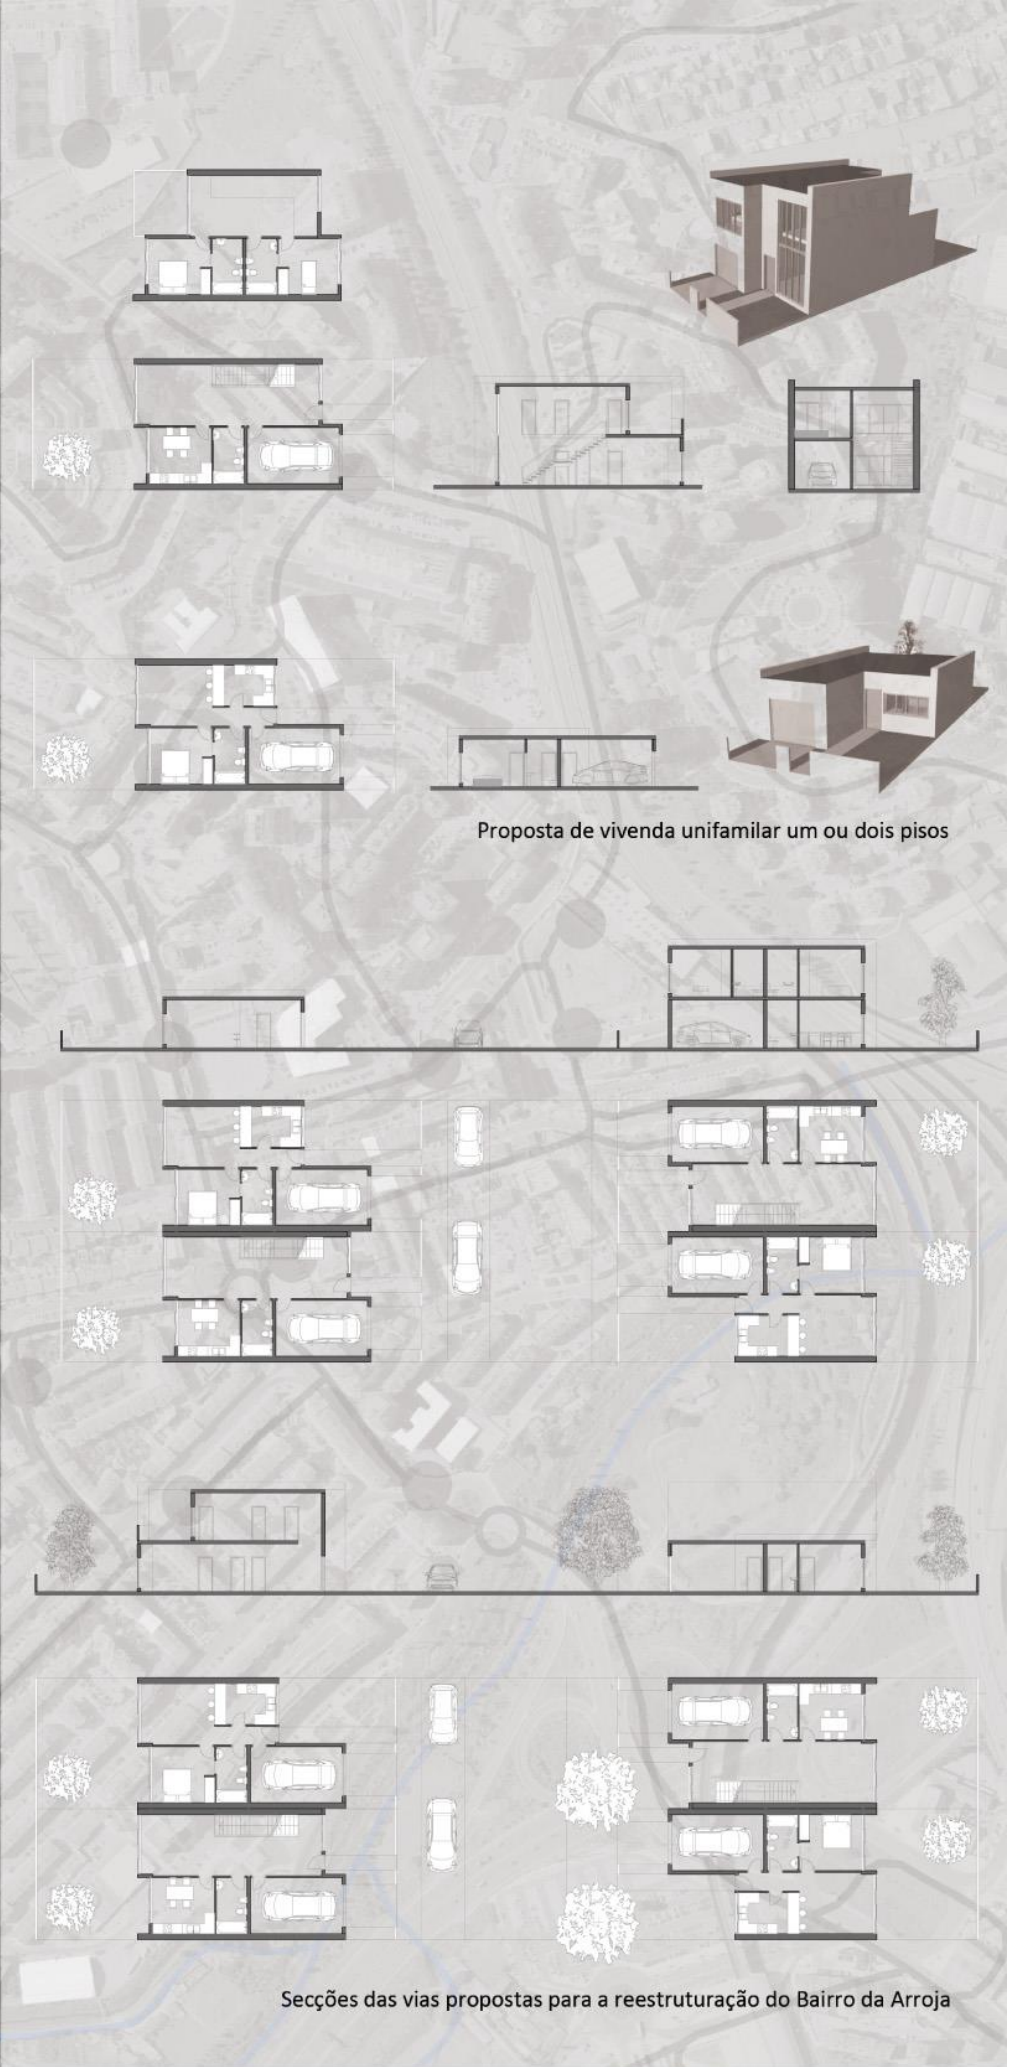 Proposta de vivenda unifamilar um ou dois pisos
Secções das vias propostas para a reestruturação do Bairro da Arroja